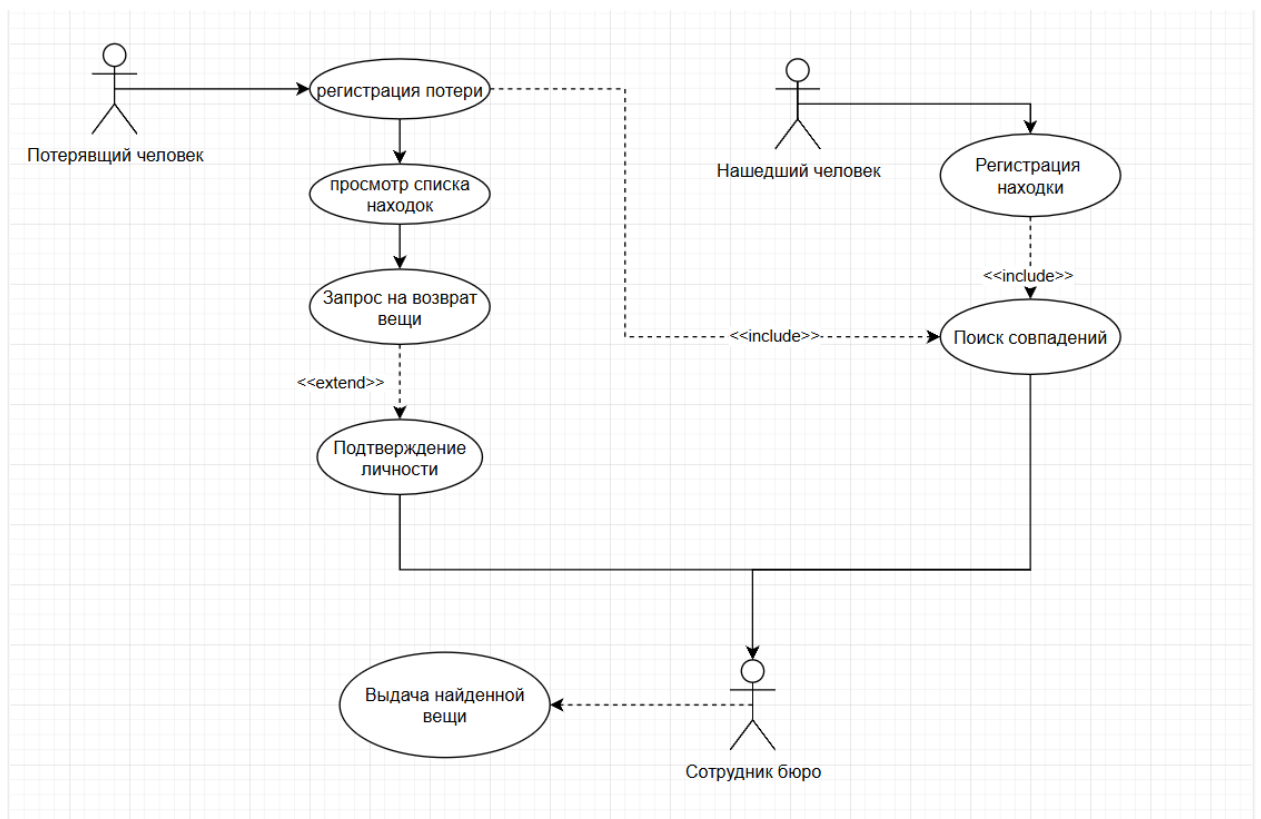 регистрация потери
Потерявщий человек
Нашедший человек
Регистрация
находки
просмотр списка
находок
<<include>>
Запрос на возврат
вещи
<<include>>
Поиск совпадений
<<extend>>
Подтверждение
личности
Выдача найденной
вещи
Сотрудник бюро